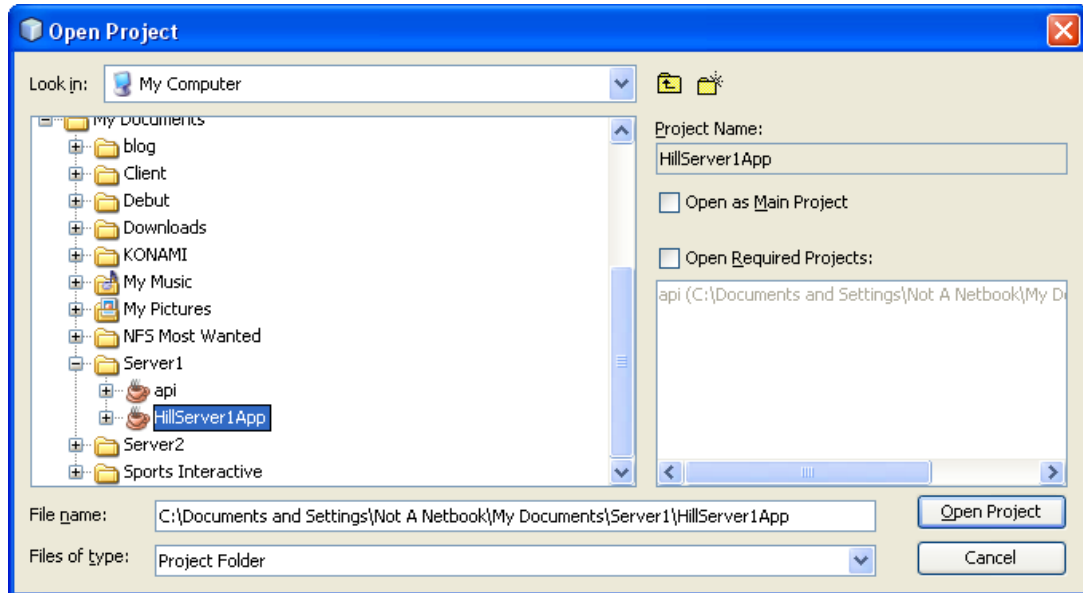 Open Project
Look in:
My Computer
My Documents
blog
Client
Debut
Downloads
KONAMI
My Music
My Pictures
NFS Most Wanted
Server1
api
HillServer1App
Server2
Sports Interactive
Project Name:
HillServer1App
Open as Main Project
Open Required Projects:
api (C:\Documents and Settings\Not A Netbook\My D
File name:
C:\Documents and Settings\Not A Netbook\My Documents\Server1\HillServer1App
Open Project
Files of type:
Project Folder
Cancel